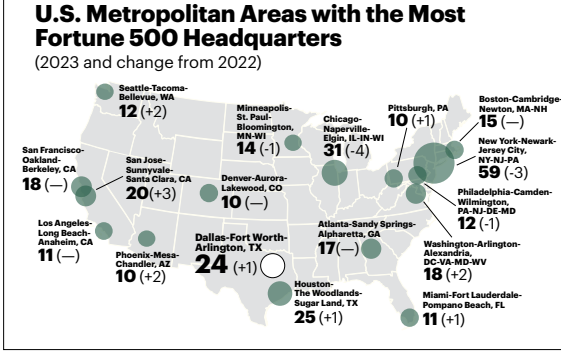 U.S. Metropolitan Areas with the Most
Fortune 500 Headquarters
(2023 and change from 2022)
Seattle-Tacoma-
Bellevue, WA
12 (+2)
Minneapolis-
St. Paul-
Bloomington,
MN-WI
14 (-1)
Chicago-
Naperville-
Elgin, IL-IN-WI
31 (-4)
Pittsburgh, PA
10 (+1)
Boston-Cambridge-
Newton, MA-NH
15 (—)
New York-Newark-
Jersey City,
NY-NJ-PA
59 (-3)
San Francisco-
Oakland-
Berkeley, CA
18 (—)
San Jose-
Sunnyvale-
Santa Clara, CA
20 (+3)
Denver-Aurora-
Lakewood, CO
10 (—)
Philadelphia-Camden-
Wilmington,
PA-NJ-DE-MD
12 (-1)
Los Angeles-
Long Beach-
Anaheim, CA
11 (—)
Phoenix-Mesa-
Chandler, AZ
10 (+2)
Dallas-Fort Worth-
Arlington, TX
24 (+1)
Atlanta-Sandy Springs-
Alpharetta, GA
17 (—)
Washington-Arlington-
Alexandria,
DC-VA-MD-WV
18 (+2)
Houston-
The Woodlands-
Sugar Land, TX
25 (+1)
Miami-Fort Lauderdale-
Pompano Beach, FL
11 (+1)